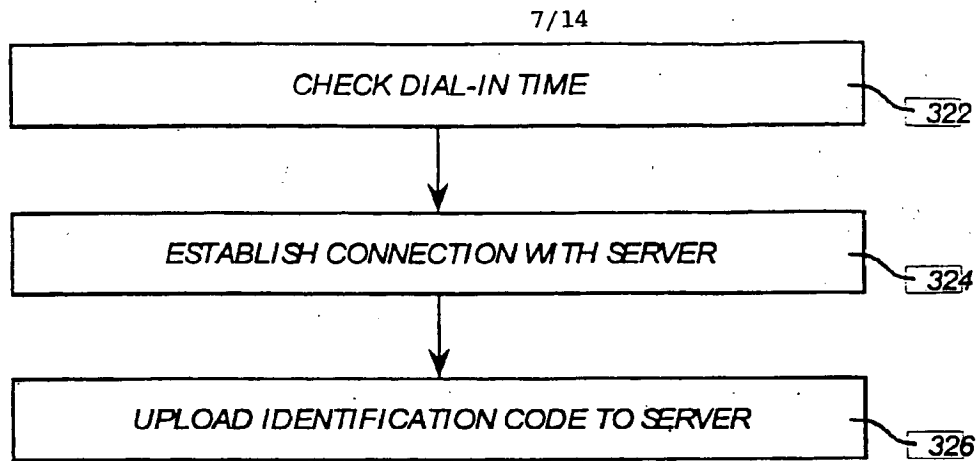 7/14
CHECK DIAL-IN TIME
322
ESTABLISH CONNECTION WITH SERVER
324
UPLOAD IDENTIFICATION CODE TO SERVER
326